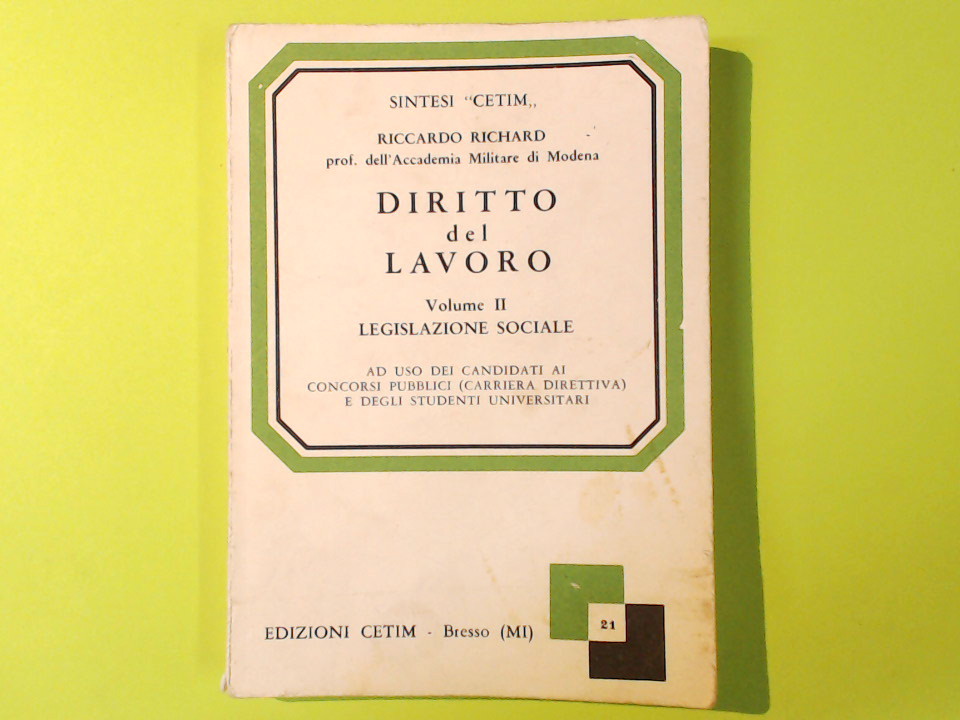 SINTESI “CETIM„
RICCARDO RICHARD
prof. dell'Accademia Militare di Modena
DIRITTO
del
LAVORO
Volume II
LEGISLAZIONE SOCIALE
AD USO DEI CANDIDATI AI
CONCORSI PUBBLICI (CARRIERA DIRETTIVA)
E DEGLI STUDENTI UNIVERSITARI
21
EDIZIONI CETIM - Bresso (MI)